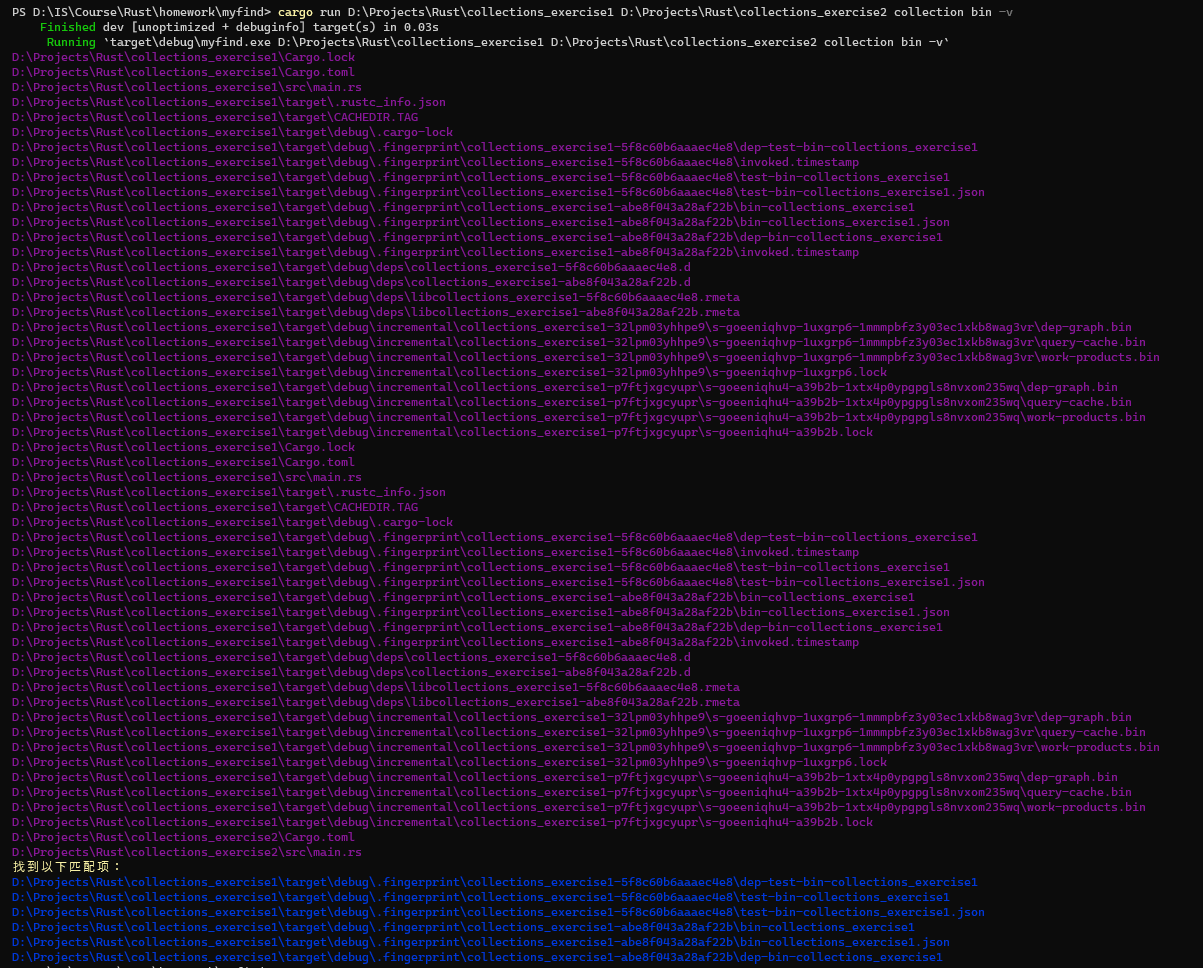 PS D:\IS\Course\Rust\homework\myfind> cargo run D:\Projects\Rust\collections_exercise1 D:\Projects\Rust\collections_exercise2 collection bin -v
Finished dev [unoptimized + debuginfo] target(s) in 0.03s
Running `target\debug\myfind.exe D:\Projects\Rust\collections_exercise1 D:\Projects\Rust\collections_exercise2 collection bin -v`
D:\Projects\Rust\collections_exercise1\Cargo.lock
D:\Projects\Rust\collections_exercise1\Cargo.toml
D:\Projects\Rust\collections_exercise1\src\main.rs
D:\Projects\Rust\collections_exercise1\target\.rustc_info.json
D:\Projects\Rust\collections_exercise1\target\CACHEDIR.TAG
D:\Projects\Rust\collections_exercise1\target\debug\.cargo-lock
D:\Projects\Rust\collections_exercise1\target\debug\.fingerprint\collections_exercise1-5f8c60b6aaaec4e8\dep-test-bin-collections_exercise1
D:\Projects\Rust\collections_exercise1\target\debug\.fingerprint\collections_exercise1-5f8c60b6aaaec4e8\invoked.timestamp
D:\Projects\Rust\collections_exercise1\target\debug\.fingerprint\collections_exercise1-5f8c60b6aaaec4e8\test-bin-collections_exercise1
D:\Projects\Rust\collections_exercise1\target\debug\.fingerprint\collections_exercise1-5f8c60b6aaaec4e8\test-bin-collections_exercise1.json
D:\Projects\Rust\collections_exercise1\target\debug\.fingerprint\collections_exercise1-abe8f043a28af22b\bin-collections_exercise1
D:\Projects\Rust\collections_exercise1\target\debug\.fingerprint\collections_exercise1-abe8f043a28af22b\bin-collections_exercise1.json
D:\Projects\Rust\collections_exercise1\target\debug\.fingerprint\collections_exercise1-abe8f043a28af22b\dep-bin-collections_exercise1
D:\Projects\Rust\collections_exercise1\target\debug\.fingerprint\collections_exercise1-abe8f043a28af22b\invoked.timestamp
D:\Projects\Rust\collections_exercise1\target\debug\deps\collections_exercise1-5f8c60b6aaaec4e8.d
D:\Projects\Rust\collections_exercise1\target\debug\deps\collections_exercise1-abe8f043a28af22b.d
D:\Projects\Rust\collections_exercise1\target\debug\deps\libcollections_exercise1-5f8c60b6aaaec4e8.rmeta
D:\Projects\Rust\collections_exercise1\target\debug\deps\libcollections_exercise1-abe8f043a28af22b.rmeta
D:\Projects\Rust\collections_exercise1\target\debug\incremental\collections_exercise1-32lpm03yhhpe9\s-goeeniqhvp-1uxgrp6-1mmmpbfz3y03ec1xkb8wag3vr\dep-graph.bin
D:\Projects\Rust\collections_exercise1\target\debug\incremental\collections_exercise1-32lpm03yhhpe9\s-goeeniqhvp-1uxgrp6-1mmmpbfz3y03ec1xkb8wag3vr\query-cache.bin
D:\Projects\Rust\collections_exercise1\target\debug\incremental\collections_exercise1-32lpm03yhhpe9\s-goeeniqhvp-1uxgrp6-1mmmpbfz3y03ec1xkb8wag3vr\work-products.bin
D:\Projects\Rust\collections_exercise1\target\debug\incremental\collections_exercise1-32lpm03yhhpe9\s-goeeniqhvp-1uxgrp6.lock
D:\Projects\Rust\collections_exercise1\target\debug\incremental\collections_exercise1-p7ftjxgcyupr\s-goeeniqhu4-a39b2b-1xtx4p0ypgpgls8nvxom235wq\dep-graph.bin
D:\Projects\Rust\collections_exercise1\target\debug\incremental\collections_exercise1-p7ftjxgcyupr\s-goeeniqhu4-a39b2b-1xtx4p0ypgpgls8nvxom235wq\query-cache.bin
D:\Projects\Rust\collections_exercise1\target\debug\incremental\collections_exercise1-p7ftjxgcyupr\s-goeeniqhu4-a39b2b-1xtx4p0ypgpgls8nvxom235wq\work-products.bin
D:\Projects\Rust\collections_exercise1\target\debug\incremental\collections_exercise1-p7ftjxgcyupr\s-goeeniqhu4-a39b2b.lock
D:\Projects\Rust\collections_exercise1\Cargo.lock
D:\Projects\Rust\collections_exercise1\Cargo.toml
D:\Projects\Rust\collections_exercise1\src\main.rs
D:\Projects\Rust\collections_exercise1\target\.rustc_info.json
D:\Projects\Rust\collections_exercise1\target\CACHEDIR.TAG
D:\Projects\Rust\collections_exercise1\target\debug\.cargo-lock
D:\Projects\Rust\collections_exercise1\target\debug\.fingerprint\collections_exercise1-5f8c60b6aaaec4e8\dep-test-bin-collections_exercise1
D:\Projects\Rust\collections_exercise1\target\debug\.fingerprint\collections_exercise1-5f8c60b6aaaec4e8\invoked.timestamp
D:\Projects\Rust\collections_exercise1\target\debug\.fingerprint\collections_exercise1-5f8c60b6aaaec4e8\test-bin-collections_exercise1
D:\Projects\Rust\collections_exercise1\target\debug\.fingerprint\collections_exercise1-5f8c60b6aaaec4e8\test-bin-collections_exercise1.json
D:\Projects\Rust\collections_exercise1\target\debug\.fingerprint\collections_exercise1-abe8f043a28af22b\bin-collections_exercise1
D:\Projects\Rust\collections_exercise1\target\debug\.fingerprint\collections_exercise1-abe8f043a28af22b\bin-collections_exercise1.json
D:\Projects\Rust\collections_exercise1\target\debug\.fingerprint\collections_exercise1-abe8f043a28af22b\dep-bin-collections_exercise1
D:\Projects\Rust\collections_exercise1\target\debug\.fingerprint\collections_exercise1-abe8f043a28af22b\invoked.timestamp
D:\Projects\Rust\collections_exercise1\target\debug\deps\collections_exercise1-5f8c60b6aaaec4e8.d
D:\Projects\Rust\collections_exercise1\target\debug\deps\collections_exercise1-abe8f043a28af22b.d
D:\Projects\Rust\collections_exercise1\target\debug\deps\libcollections_exercise1-5f8c60b6aaaec4e8.rmeta
D:\Projects\Rust\collections_exercise1\target\debug\deps\libcollections_exercise1-abe8f043a28af22b.rmeta
D:\Projects\Rust\collections_exercise1\target\debug\incremental\collections_exercise1-32lpm03yhhpe9\s-goeeniqhvp-1uxgrp6-1mmmpbfz3y03ec1xkb8wag3vr\dep-graph.bin
D:\Projects\Rust\collections_exercise1\target\debug\incremental\collections_exercise1-32lpm03yhhpe9\s-goeeniqhvp-1uxgrp6-1mmmpbfz3y03ec1xkb8wag3vr\query-cache.bin
D:\Projects\Rust\collections_exercise1\target\debug\incremental\collections_exercise1-32lpm03yhhpe9\s-goeeniqhvp-1uxgrp6-1mmmpbfz3y03ec1xkb8wag3vr\work-products.bin
D:\Projects\Rust\collections_exercise1\target\debug\incremental\collections_exercise1-32lpm03yhhpe9\s-goeeniqhvp-1uxgrp6.lock
D:\Projects\Rust\collections_exercise1\target\debug\incremental\collections_exercise1-p7ftjxgcyupr\s-goeeniqhu4-a39b2b-1xtx4p0ypgpgls8nvxom235wq\dep-graph.bin
D:\Projects\Rust\collections_exercise1\target\debug\incremental\collections_exercise1-p7ftjxgcyupr\s-goeeniqhu4-a39b2b-1xtx4p0ypgpgls8nvxom235wq\query-cache.bin
D:\Projects\Rust\collections_exercise1\target\debug\incremental\collections_exercise1-p7ftjxgcyupr\s-goeeniqhu4-a39b2b-1xtx4p0ypgpgls8nvxom235wq\work-products.bin
D:\Projects\Rust\collections_exercise1\target\debug\incremental\collections_exercise1-p7ftjxgcyupr\s-goeeniqhu4-a39b2b.lock
D:\Projects\Rust\collections_exercise2\Cargo.toml
D:\Projects\Rust\collections_exercise2\src\main.rs
找到以下匹配项：
D:\Projects\Rust\collections_exercise1\target\debug\.fingerprint\collections_exercise1-5f8c60b6aaaec4e8\dep-test-bin-collections_exercise1
D:\Projects\Rust\collections_exercise1\target\debug\.fingerprint\collections_exercise1-5f8c60b6aaaec4e8\test-bin-collections_exercise1
D:\Projects\Rust\collections_exercise1\target\debug\.fingerprint\collections_exercise1-5f8c60b6aaaec4e8\test-bin-collections_exercise1.json
D:\Projects\Rust\collections_exercise1\target\debug\.fingerprint\collections_exercise1-abe8f043a28af22b\bin-collections_exercise1
D:\Projects\Rust\collections_exercise1\target\debug\.fingerprint\collections_exercise1-abe8f043a28af22b\bin-collections_exercise1.json
D:\Projects\Rust\collections_exercise1\target\debug\.fingerprint\collections_exercise1-abe8f043a28af22b\dep-bin-collections_exercise1